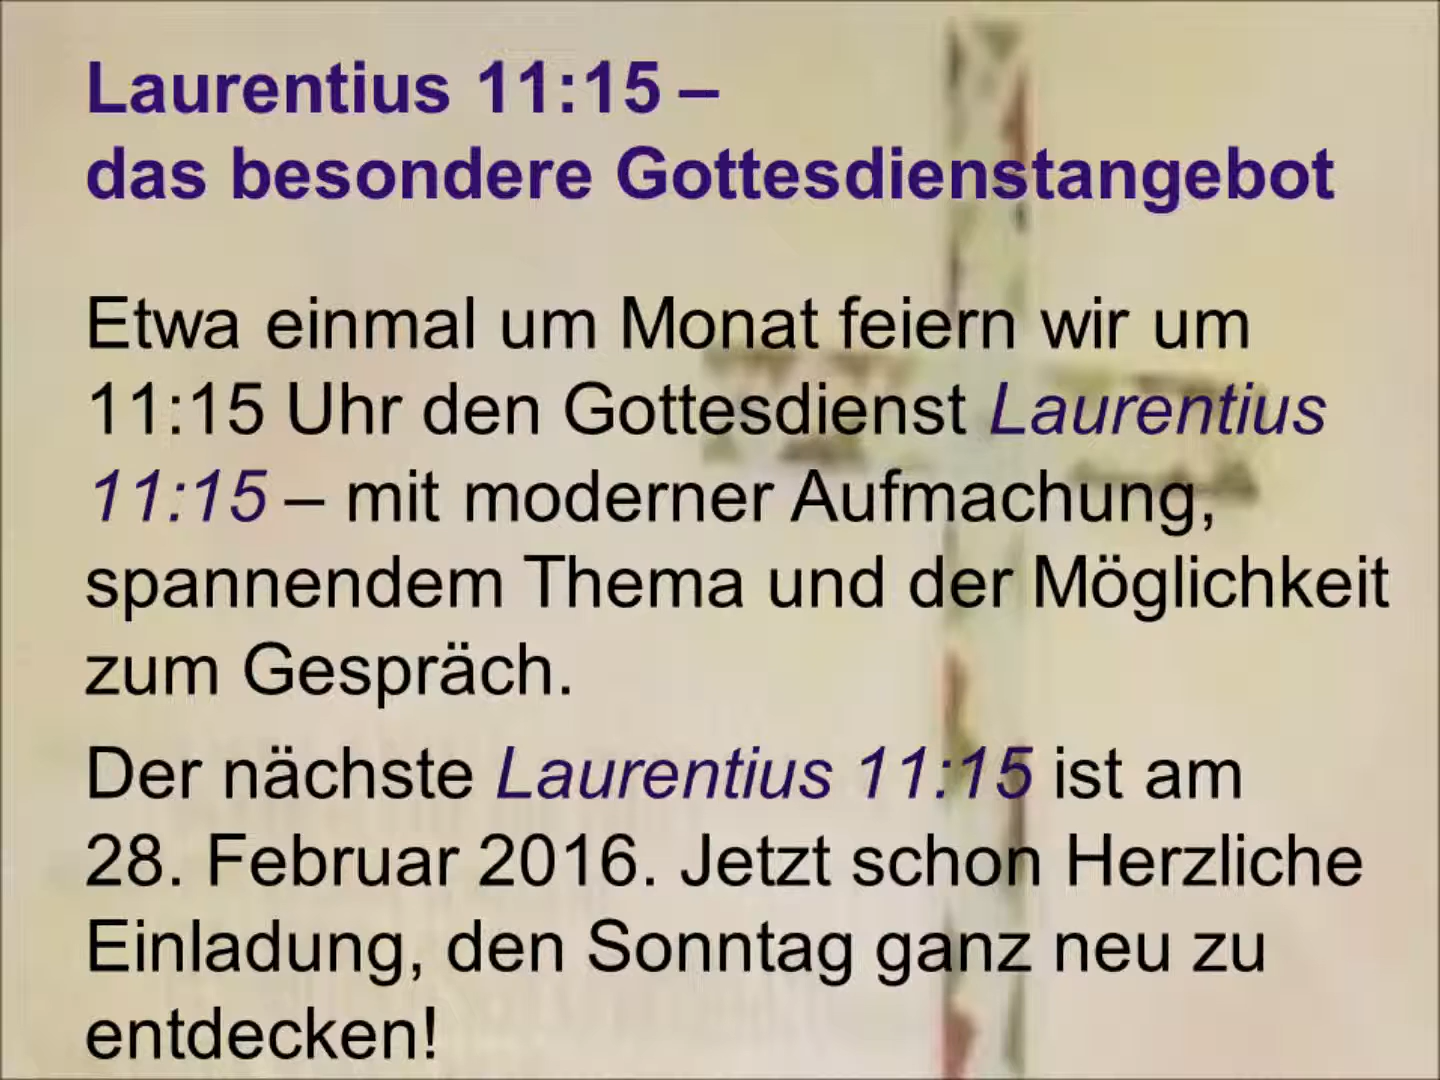 Laurentius 11:15 –
das besondere Gottesdienstangebot
Etwa einmal um Monat feiern wir um
11:15 Uhr den Gottesdienst Laurentius
11:15 – mit moderner Aufmachung,
spannendem Thema und der Möglichkeit
zum Gespräch.
Der nächste Laurentius 11:15 ist am
28. Februar 2016. Jetzt schon Herzliche
Einladung, den Sonntag ganz neu zu
entdecken!